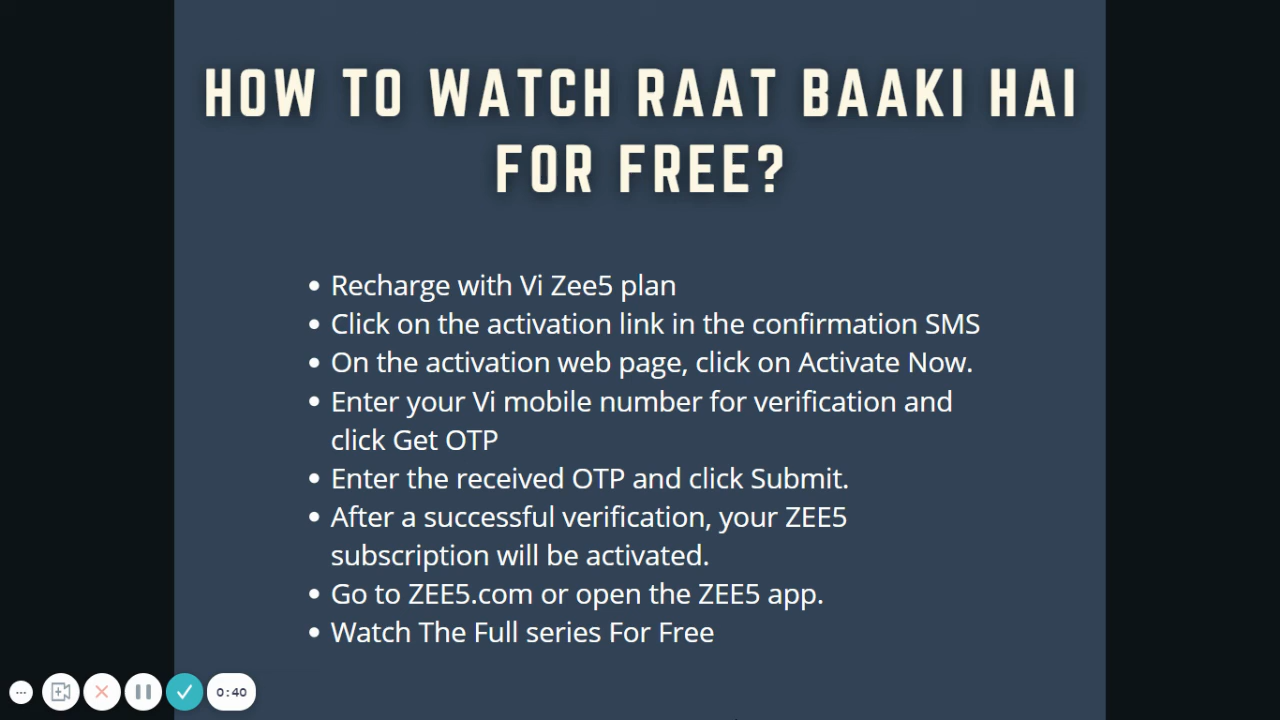 HOW TO WATCH RAAT BAAKI HAI
FOR FREE?
• Recharge with Vi Zee5 plan
• Click on the activation link in the confirmation SMS
• On the activation web page, click on Activate Now.
• Enter your Vi mobile number for verification and
click Get OTP
• Enter the received OTP and click Submit.
• After a successful verification, your ZEE5
subscription will be activated.
• Go to ZEE5.com or open the ZEE5 app.
• Watch The Full series For Free
0:40